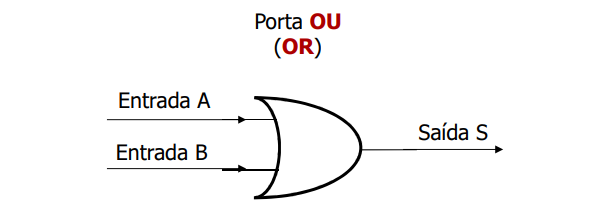 Porta OU
(OR)
Entrada A
Entrada B
Saída S